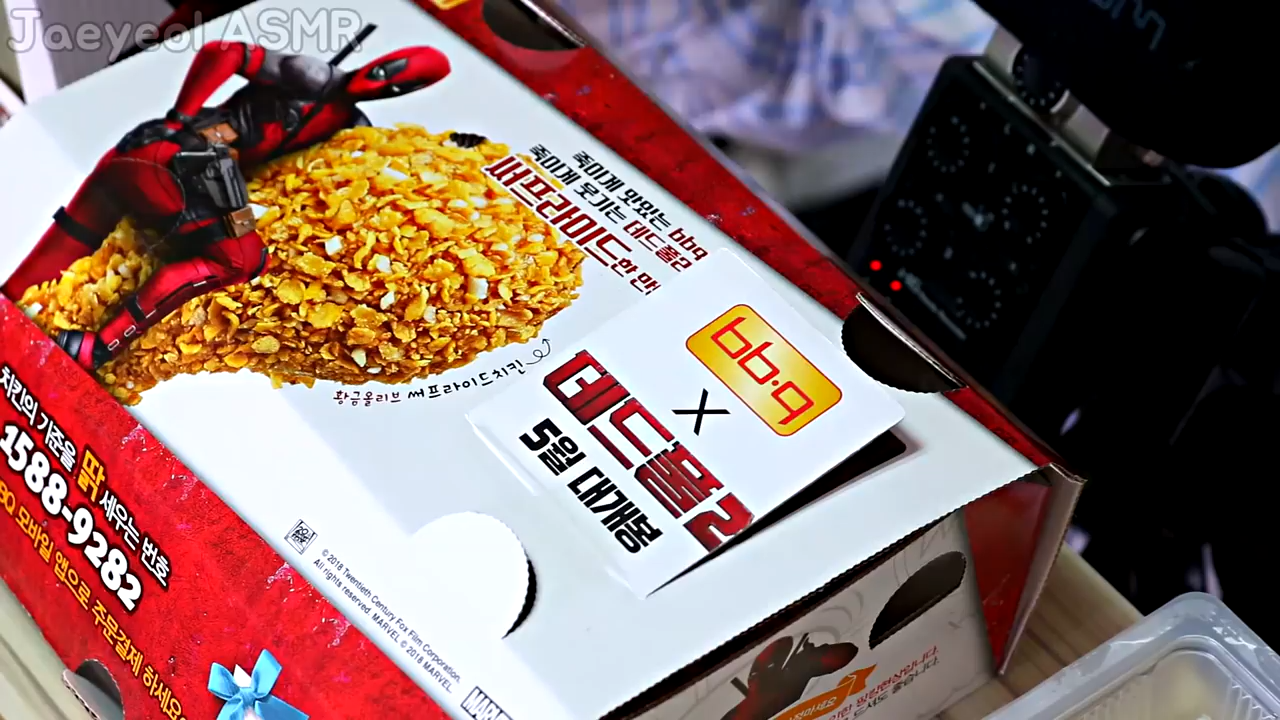 Jaeyeol ASMR
죽이게 맛있는 bbq
죽이게 웃기는 데드풀2
써프라이드한 만
황금올리브 써프라이드치킨
bb.q
X
데드풀2
5월 대개봉
치킨의 기준을 딹 세우는 번호
1588-9282
BBQ 모바일 앱으로 주문결제 하세요
© 2018 Twentieth Century Fox Film Corporation.
All rights reserved. MARVEL © 2018 MARVEL
MARVEL